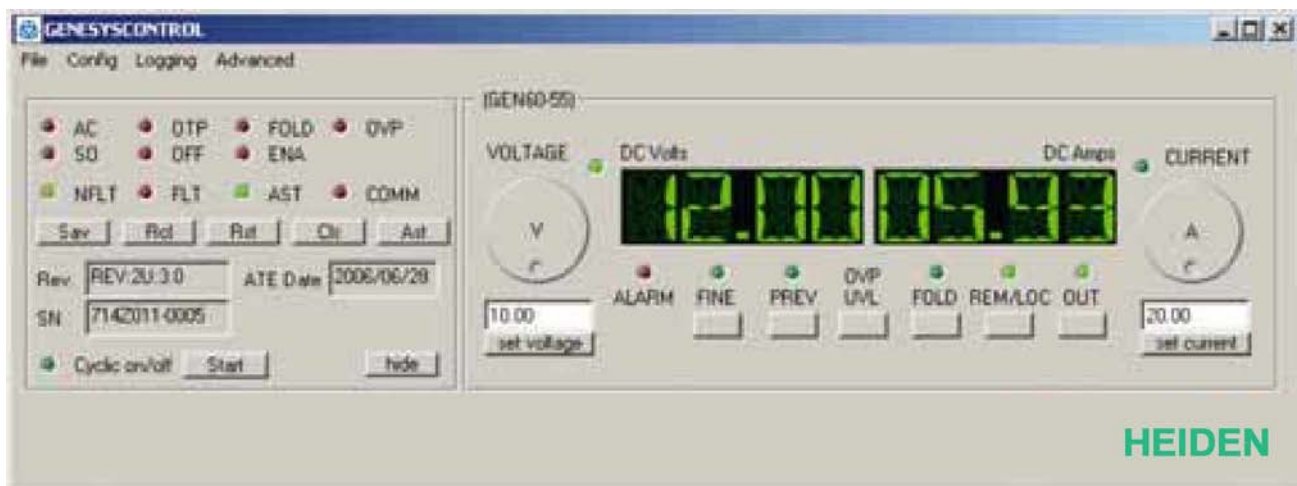 GENESYSCONTROL
File Config Logging Advanced
AC OTP FOLD OVP
SO OFF ENA
NFLT FLT AST COMM
Sav Rcl Rst Cls Ast
Rev. REV:2U:3.0 ATE Date 2006/06/28
SN 7142011-0005
Cyclic on/off Start hide
(GEN60-55)
VOLTAGE DC Volts DC Amps CURRENT
V 12.00 05.93 A
ALARM FINE PREV OVP UVL FOLD REM/LOC OUT
10.00 20.00
set voltage set current
HEIDEN